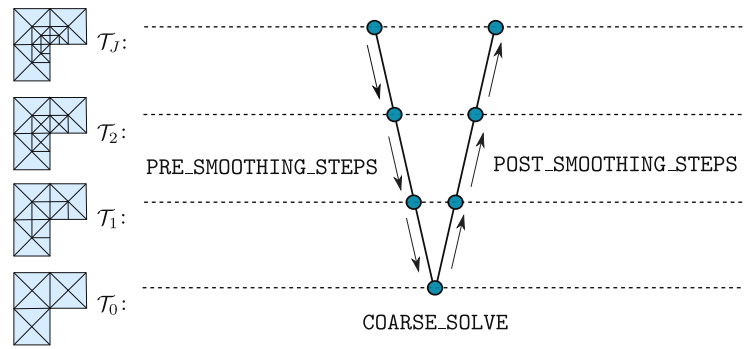 𝒯_J:
𝒯_2:
PRE_SMOOTHING_STEPS
POST_SMOOTHING_STEPS
𝒯_1:
𝒯_0:
COARSE_SOLVE